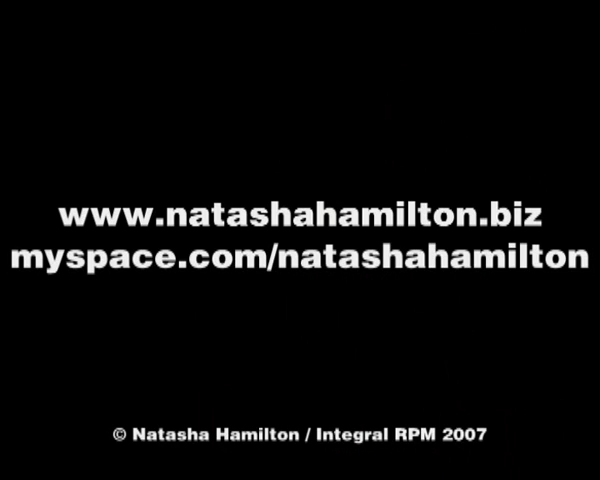 www.natashahamilton.biz
myspace.com/natashahamilton
© Natasha Hamilton / Integral RPM 2007